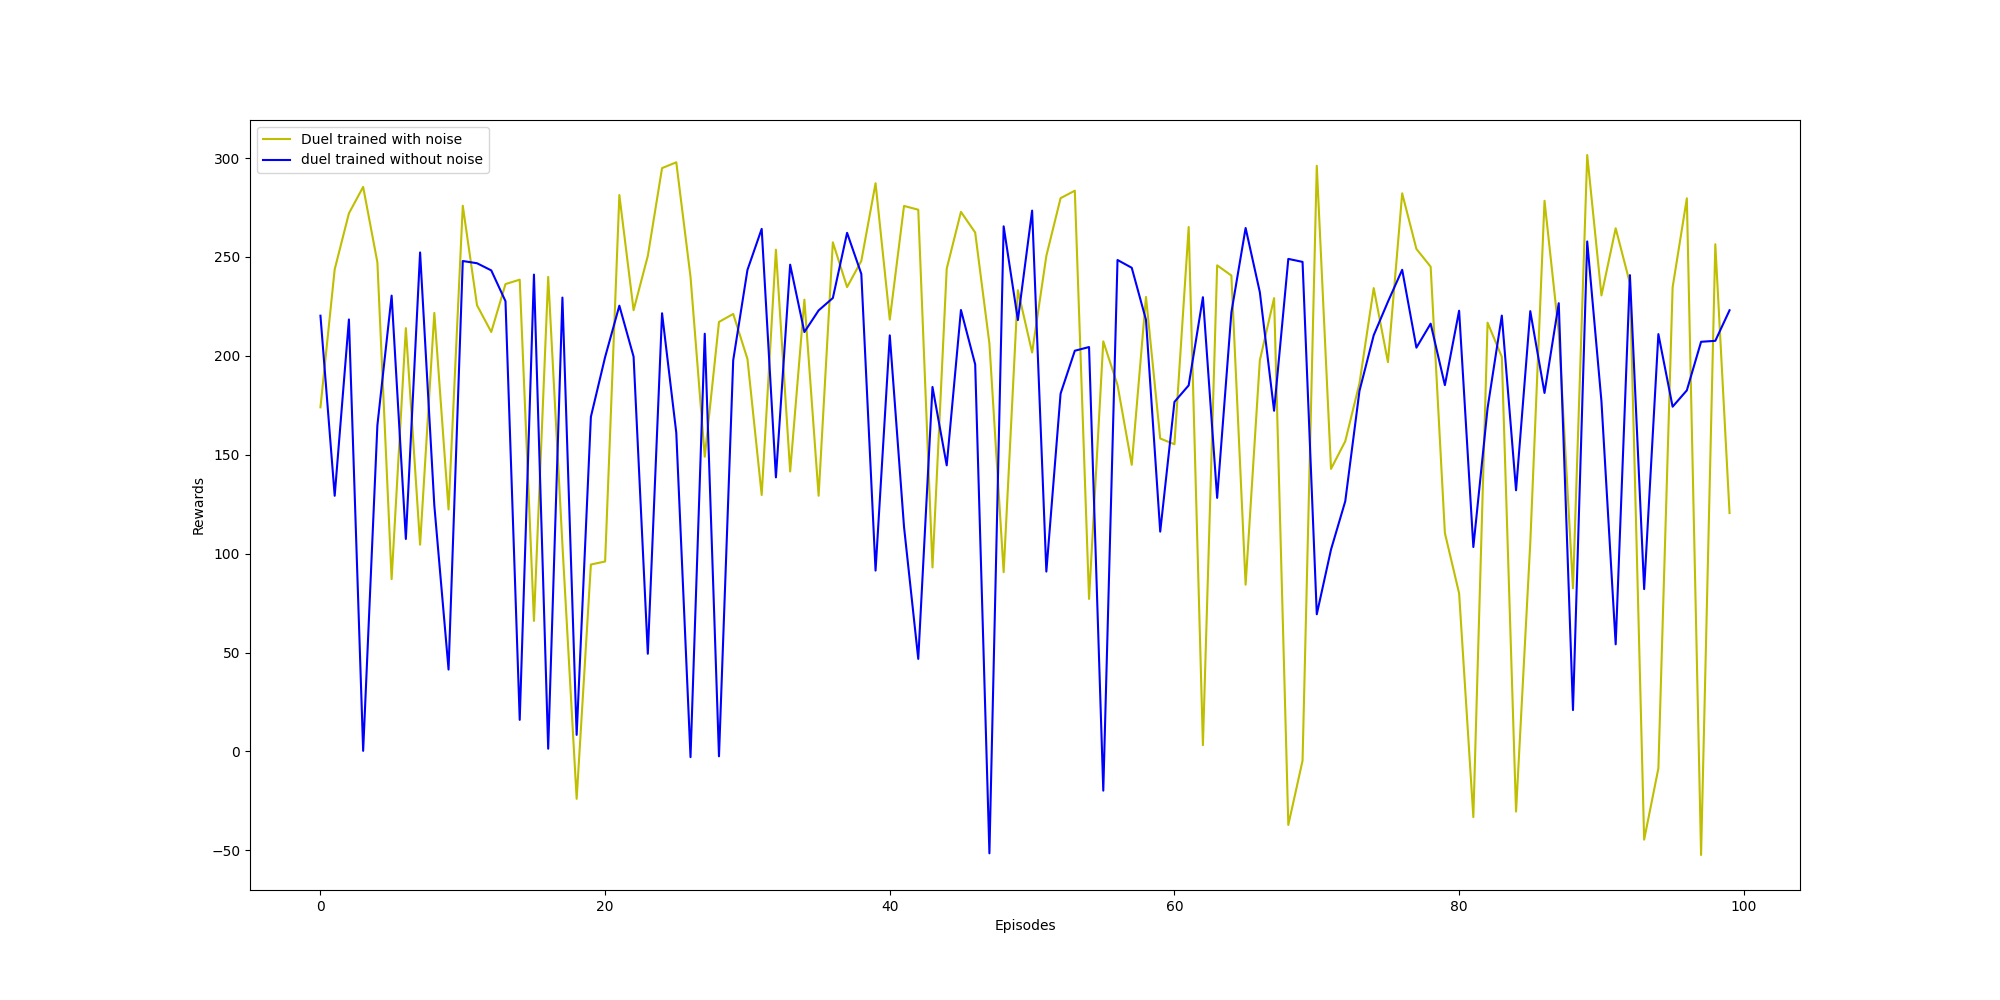 Duel trained with noise
duel trained without noise
300
250
200
150
100
50
0
−50
Rewards
0 20 40 60 80 100
Episodes